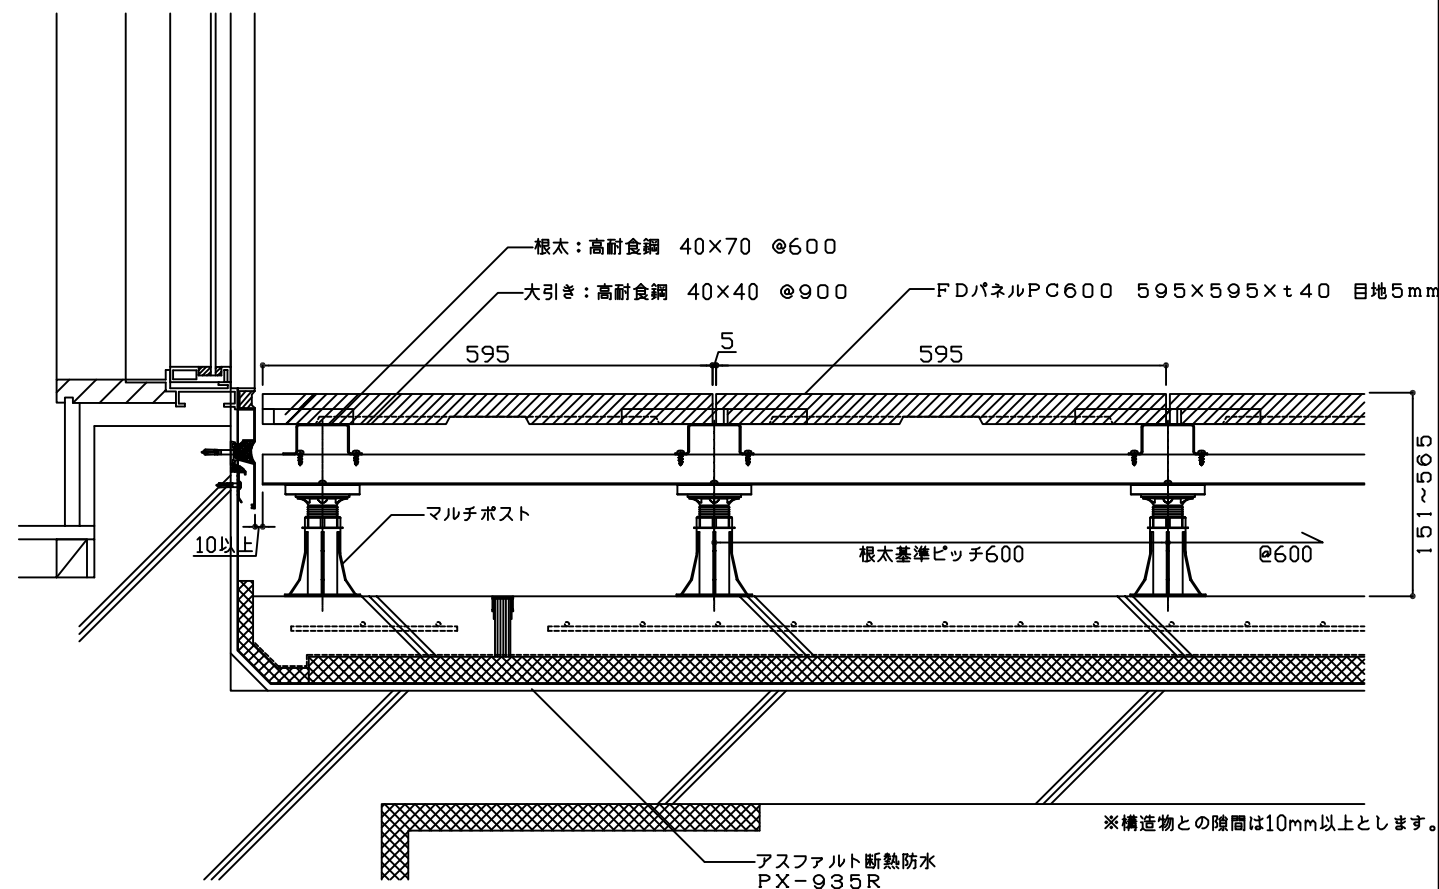 根太：高耐食鋼　40×70　@600
大引き：高耐食鋼　40×40　@900
FDパネルPC600　595×595×t40　目地5mm
595
5
595
151~565
マルチポスト
10以上
根太基準ピッチ600
@600
※構造物との隙間は10mm以上とします。
アスファルト断熱防水
PX-935R